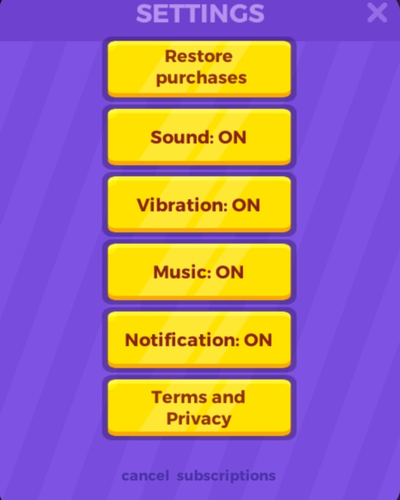 SETTINGS
Restore
purchases
Sound: ON
Vibration: ON
Music: ON
Notification: ON
Terms and
Privacy
cancel subscriptions